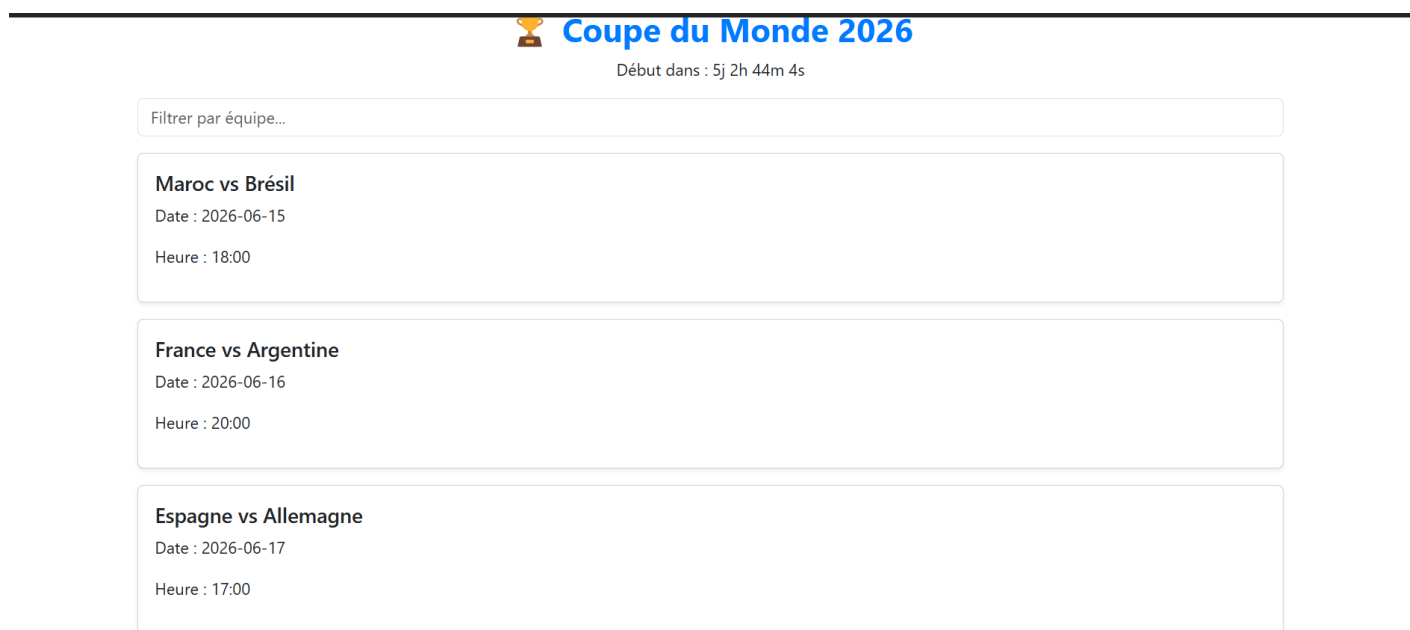 🏆 Coupe du Monde 2026
Début dans : 5j 2h 44m 4s
Filtrer par équipe...
Maroc vs Brésil
Date : 2026-06-15
Heure : 18:00
France vs Argentine
Date : 2026-06-16
Heure : 20:00
Espagne vs Allemagne
Date : 2026-06-17
Heure : 17:00